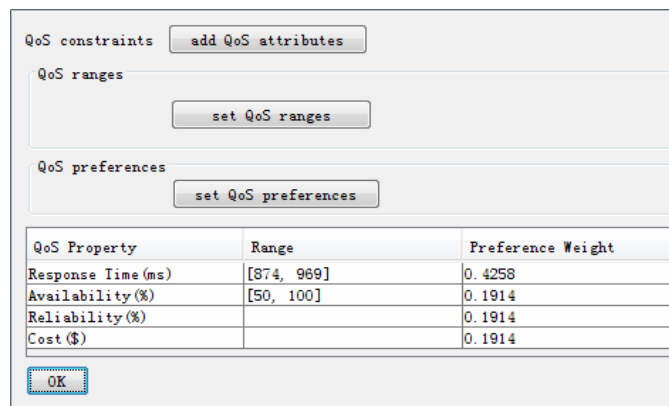 QoS constraints add QoS attributes
QoS ranges
set QoS ranges
QoS preferences
set QoS preferences
QoS Property Range Preference Weight
Response Time(ms) [874, 969] 0.4258
Availability(%) [50, 100] 0.1914
Reliability(%) 0.1914
Cost($) 0.1914
OK